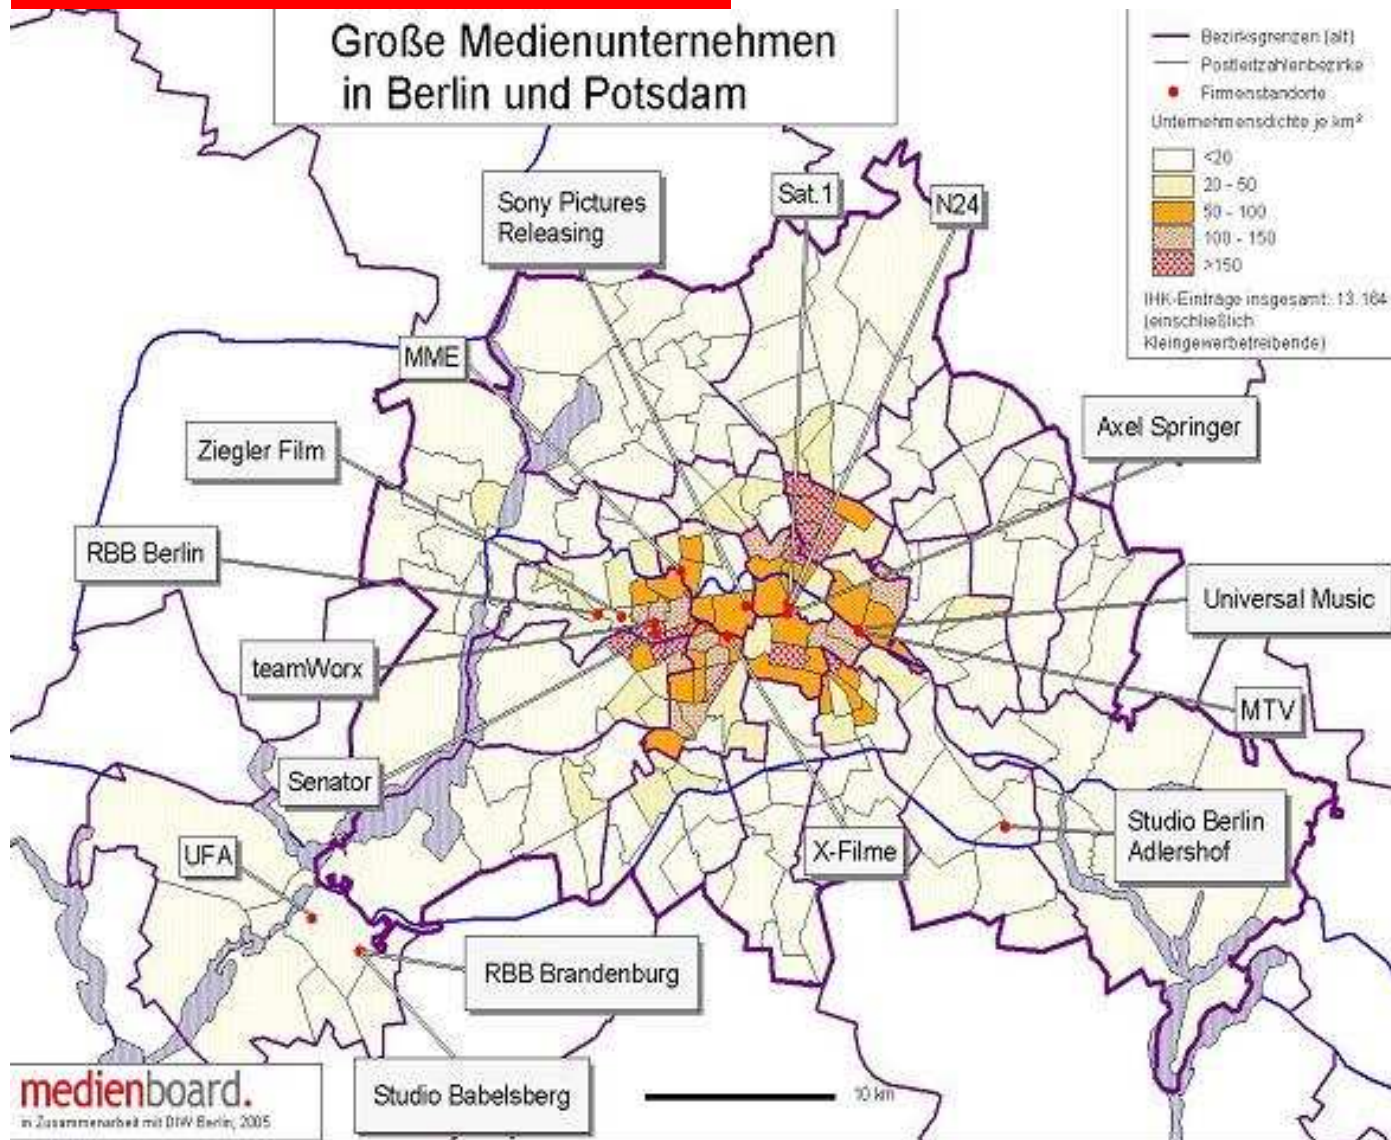 Große Medienunternehmen
in Berlin und Potsdam
Bezirksgrenzen (alt)
Postleitzahlenbezirke
Firmenstandorte
Unternehmensdichte je km²
<20
20 - 50
50 - 100
100 - 150
>150
IHK-Einträge insgesamt: 13.164
(einschließlich
Kleingewerbetreibende)
Sony Pictures
Releasing
Sat.1
N24
MME
Axel Springer
Ziegler Film
RBB Berlin
Universal Music
teamWorx
MTV
Senator
Studio Berlin
Adlershof
X-Filme
UFA
RBB Brandenburg
Studio Babelsberg
10 km
medienboard.
in Zusammenarbeit mit DIW Berlin, 2005